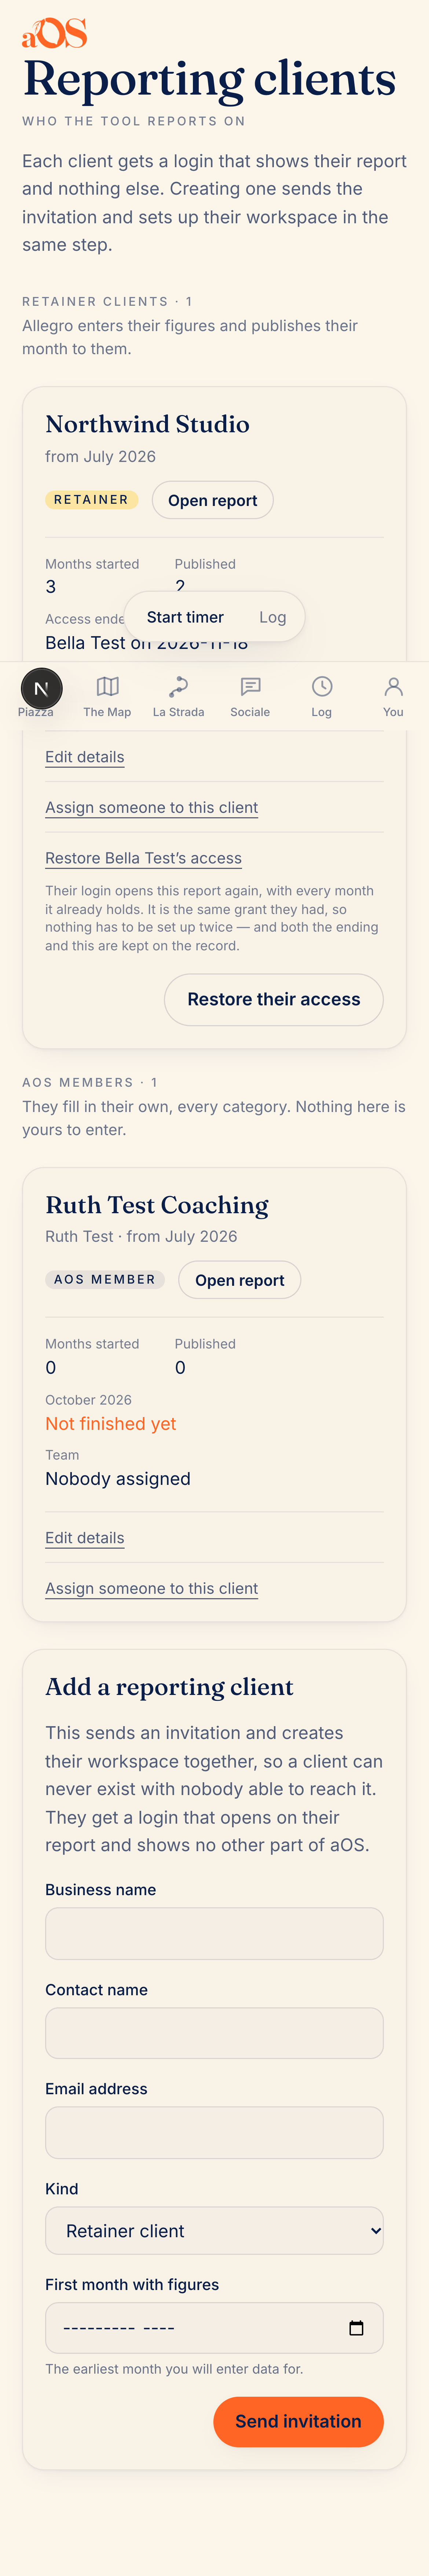 aOS
Reporting clients
WHO THE TOOL REPORTS ON
Each client gets a login that shows their report
and nothing else. Creating one sends the
invitation and sets up their workspace in the
same step.
RETAINER CLIENTS · 1
Allegro enters their figures and publishes their
month to them.
Northwind Studio
from July 2026
RETAINER
Open report
Months started
Published
3
2
Access ende
Start timer
Log
Bella Test on 2026-11-18
N
Piazza
The Map
La Strada
Sociale
Log
You
Edit details
Assign someone to this client
Restore Bella Test’s access
Their login opens this report again, with every month
it already holds. It is the same grant they had, so
nothing has to be set up twice — and both the ending
and this are kept on the record.
Restore their access
AOS MEMBERS · 1
They fill in their own, every category. Nothing here is
yours to enter.
Ruth Test Coaching
Ruth Test · from July 2026
AOS MEMBER
Open report
Months started
Published
0
0
October 2026
Not finished yet
Team
Nobody assigned
Edit details
Assign someone to this client
Add a reporting client
This sends an invitation and creates
their workspace together, so a client can
never exist with nobody able to reach it.
They get a login that opens on their
report and shows no other part of aOS.
Business name
Contact name
Email address
Kind
Retainer client
First month with figures
--------- ----
The earliest month you will enter data for.
Send invitation